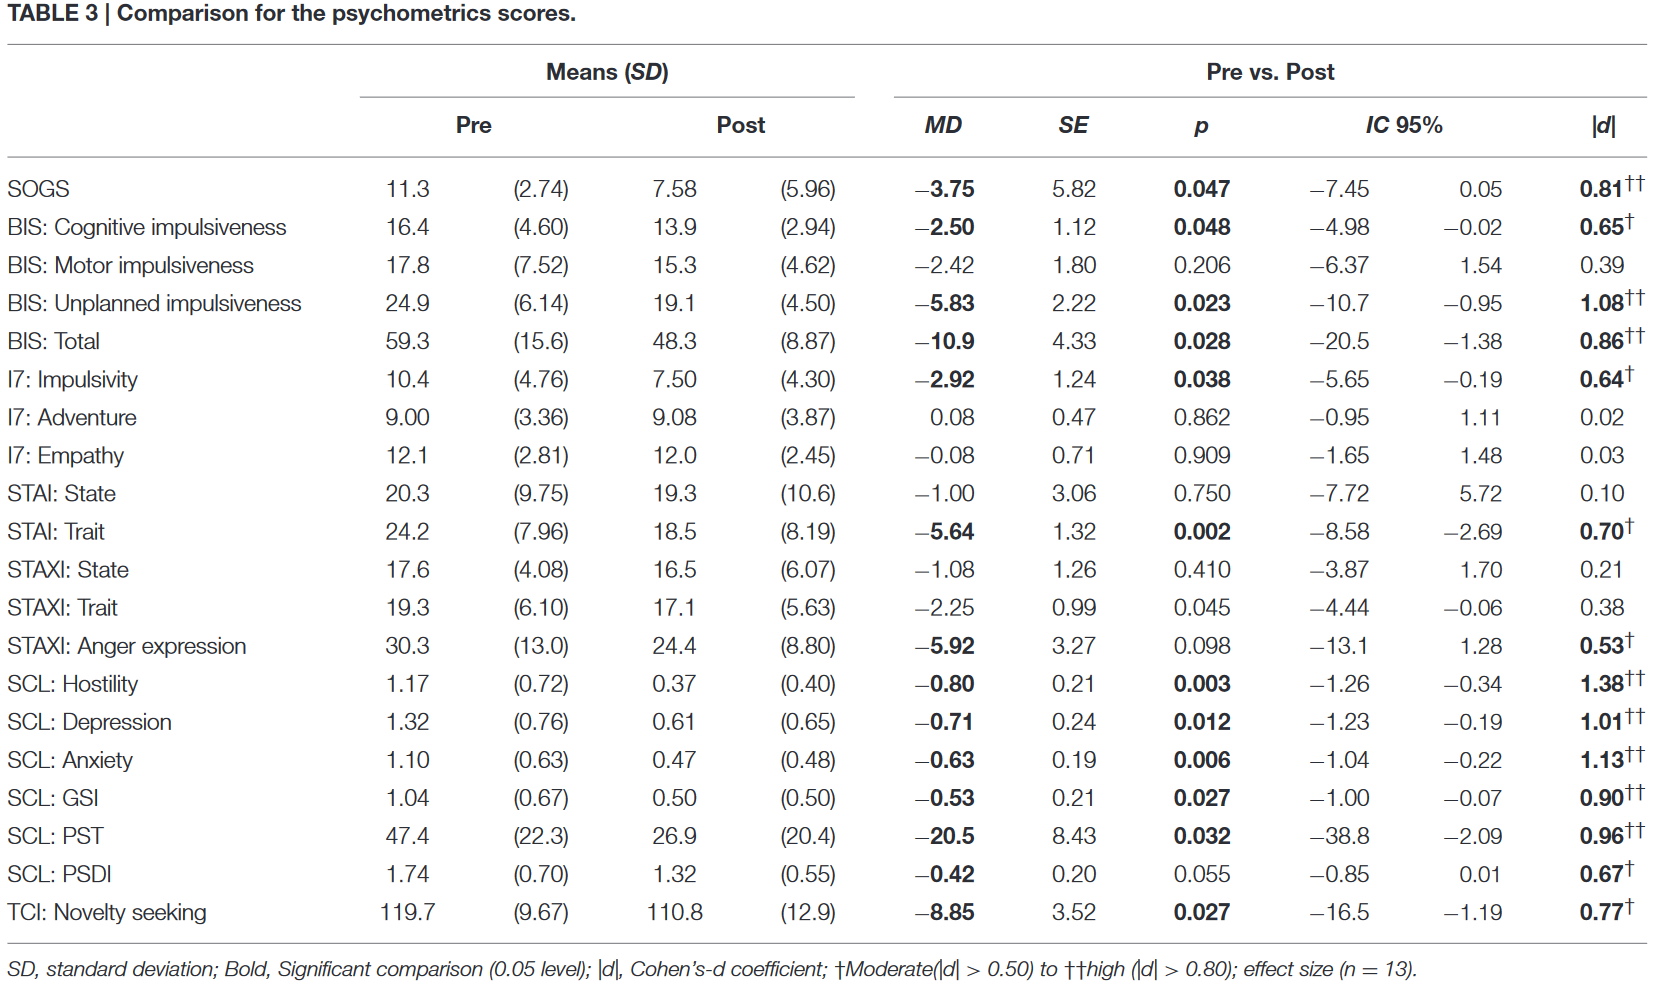 TABLE 3 | Comparison for the psychometrics scores.
Means (SD) Pre vs. Post
Pre Post MD SE p IC 95% |d|
SOGS 11.3 (2.74) 7.58 (5.96) −3.75 5.82 0.047 −7.45 0.05 0.81††
BIS: Cognitive impulsiveness 16.4 (4.60) 13.9 (2.94) −2.50 1.12 0.048 −4.98 −0.02 0.65†
BIS: Motor impulsiveness 17.8 (7.52) 15.3 (4.62) −2.42 1.80 0.206 −6.37 1.54 0.39
BIS: Unplanned impulsiveness 24.9 (6.14) 19.1 (4.50) −5.83 2.22 0.023 −10.7 −0.95 1.08††
BIS: Total 59.3 (15.6) 48.3 (8.87) −10.9 4.33 0.028 −20.5 −1.38 0.86††
I7: Impulsivity 10.4 (4.76) 7.50 (4.30) −2.92 1.24 0.038 −5.65 −0.19 0.64†
I7: Adventure 9.00 (3.36) 9.08 (3.87) 0.08 0.47 0.862 −0.95 1.11 0.02
I7: Empathy 12.1 (2.81) 12.0 (2.45) −0.08 0.71 0.909 −1.65 1.48 0.03
STAI: State 20.3 (9.75) 19.3 (10.6) −1.00 3.06 0.750 −7.72 5.72 0.10
STAI: Trait 24.2 (7.96) 18.5 (8.19) −5.64 1.32 0.002 −8.58 −2.69 0.70†
STAXI: State 17.6 (4.08) 16.5 (6.07) −1.08 1.26 0.410 −3.87 1.70 0.21
STAXI: Trait 19.3 (6.10) 17.1 (5.63) −2.25 0.99 0.045 −4.44 −0.06 0.38
STAXI: Anger expression 30.3 (13.0) 24.4 (8.80) −5.92 3.27 0.098 −13.1 1.28 0.53†
SCL: Hostility 1.17 (0.72) 0.37 (0.40) −0.80 0.21 0.003 −1.26 −0.34 1.38††
SCL: Depression 1.32 (0.76) 0.61 (0.65) −0.71 0.24 0.012 −1.23 −0.19 1.01††
SCL: Anxiety 1.10 (0.63) 0.47 (0.48) −0.63 0.19 0.006 −1.04 −0.22 1.13††
SCL: GSI 1.04 (0.67) 0.50 (0.50) −0.53 0.21 0.027 −1.00 −0.07 0.90††
SCL: PST 47.4 (22.3) 26.9 (20.4) −20.5 8.43 0.032 −38.8 −2.09 0.96††
SCL: PSDI 1.74 (0.70) 1.32 (0.55) −0.42 0.20 0.055 −0.85 0.01 0.67†
TCI: Novelty seeking 119.7 (9.67) 110.8 (12.9) −8.85 3.52 0.027 −16.5 −1.19 0.77†
SD, standard deviation; Bold, Significant comparison (0.05 level); |d|, Cohen's-d coefficient; †Moderate(|d| > 0.50) to ††high (|d| > 0.80); effect size (n = 13).